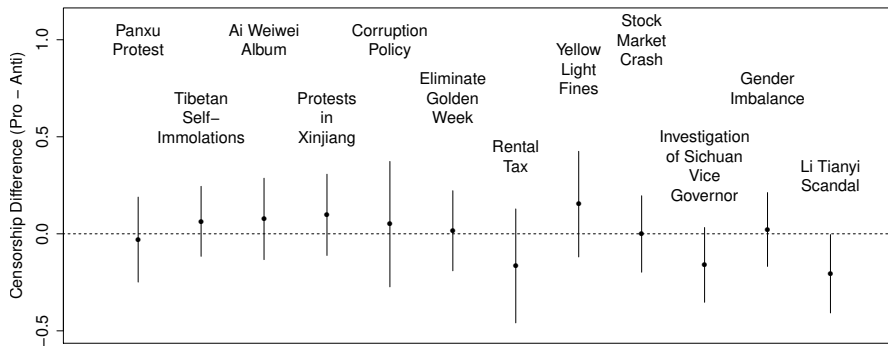 Censorship Difference (Pro − Anti)
1.0
0.5
0.0
−0.5
Panxu
Protest
Tibetan
Self−
Immolations
Ai Weiwei
Album
Protests
in
Xinjiang
Corruption
Policy
Eliminate
Golden
Week
Rental
Tax
Yellow
Light
Fines
Stock
Market
Crash
Investigation
of Sichuan
Vice
Governor
Gender
Imbalance
Li Tianyi
Scandal